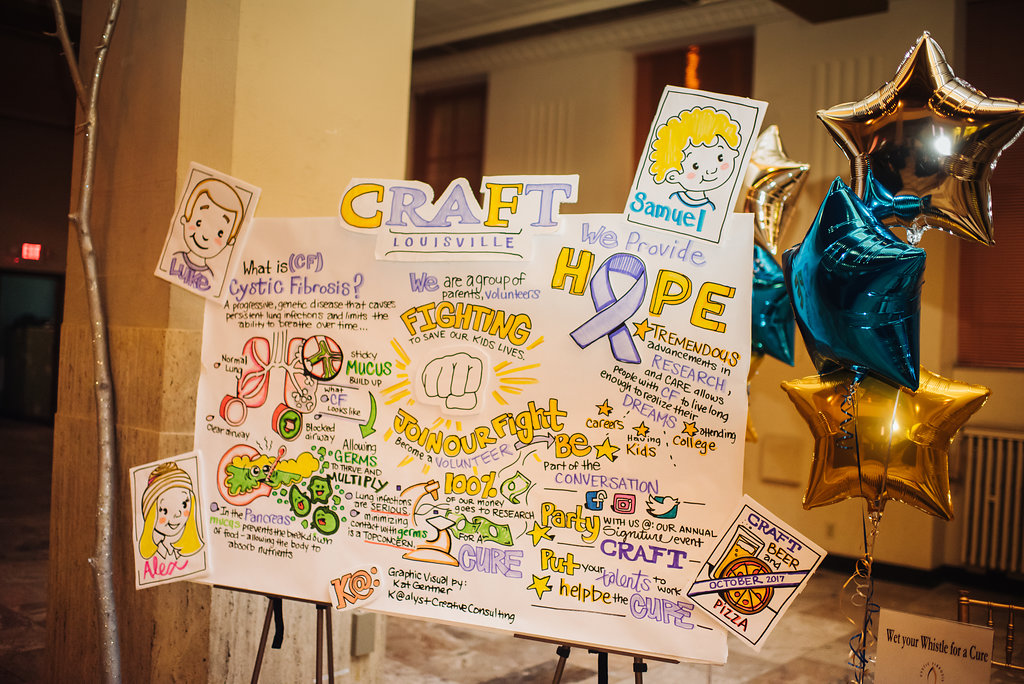 CRAFT
LOUISVILLE
Luke
What is (CF)
Cystic Fibrosis?
A progressive, genetic disease that causes
persistent lung infections and limits the
ability to breathe over time...
Normal
Lung
sticky
MUCUS
BUILD UP
What
CF
Looks like
Clear airway
Blocked
airway
Allowing
GERMS
TO THRIVE AND
MULTIPLY
Lung infections
are SERIOUS
minimizing
contact with germs
IS A TOP CONCERN
In the Pancreas
mucus prevents the breakdown
of food - allowing the body to
absorb nutrients
Alex
K@
Graphic Visual by:
Kat Gentner
K@alyst Creative Consulting
We are a group of
parents, volunteers
FIGHTING
TO SAVE OUR KIDS LIVES.
JOIN OUR Fight
Become a VOLUNTEER
100%
OF OUR MONEY
GOES TO RESEARCH
FOR A
CURE
Samuel
We Provide
HOPE
TREMENDOUS
advancements in
RESEARCH
and CARE allows
people with CF to live long
enough to realize their
DREAMS
careers
Having
Kids
attending
College
BE
Part of the
CONVERSATION
Party
WITH US @: OUR ANNUAL
Signature event
CRAFT
Put your talents to work
help be the
CURE
CRAFT
BEER
and
OCTOBER 2017
PIZZA
Wet your Whistle for a Cure